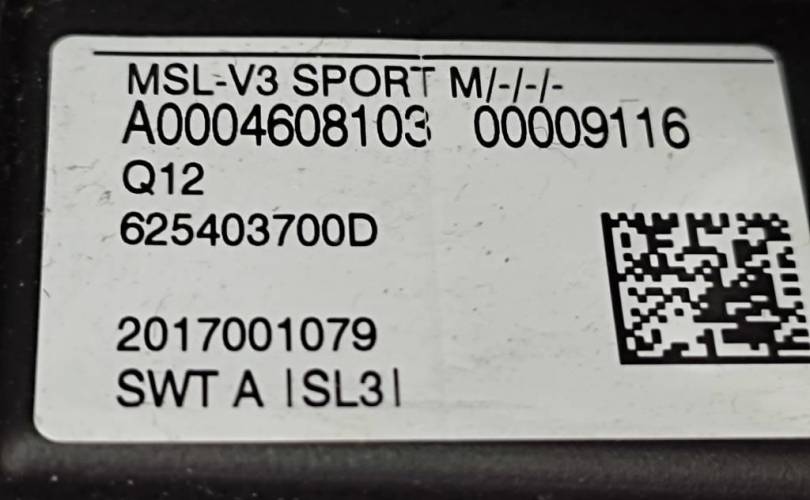 MSL-V3 SPORT M/-/-/-
A0004608103 00009116
Q12
625403700D
2017001079
SWT A |SL3|